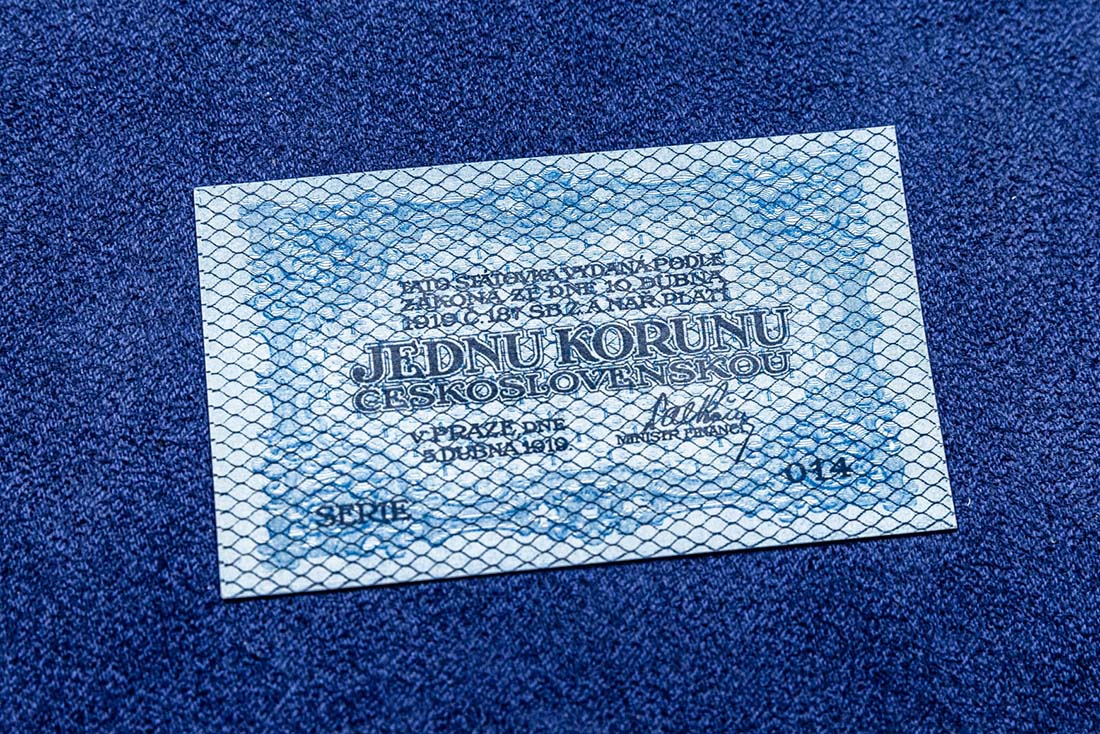 TATO STÁTOVKA VYDANÁ PODLE
ZÁKONA ZE DNE 10. DUBNA
1919 Č. 187 SB. Z. A NAŘ. PLATÍ
JEDNU KORUNU
ČESKOSLOVENSKOU
V PRAZE DNE
5 DUBNA 1919.
MINISTR FINANCÍ
SERIE
014